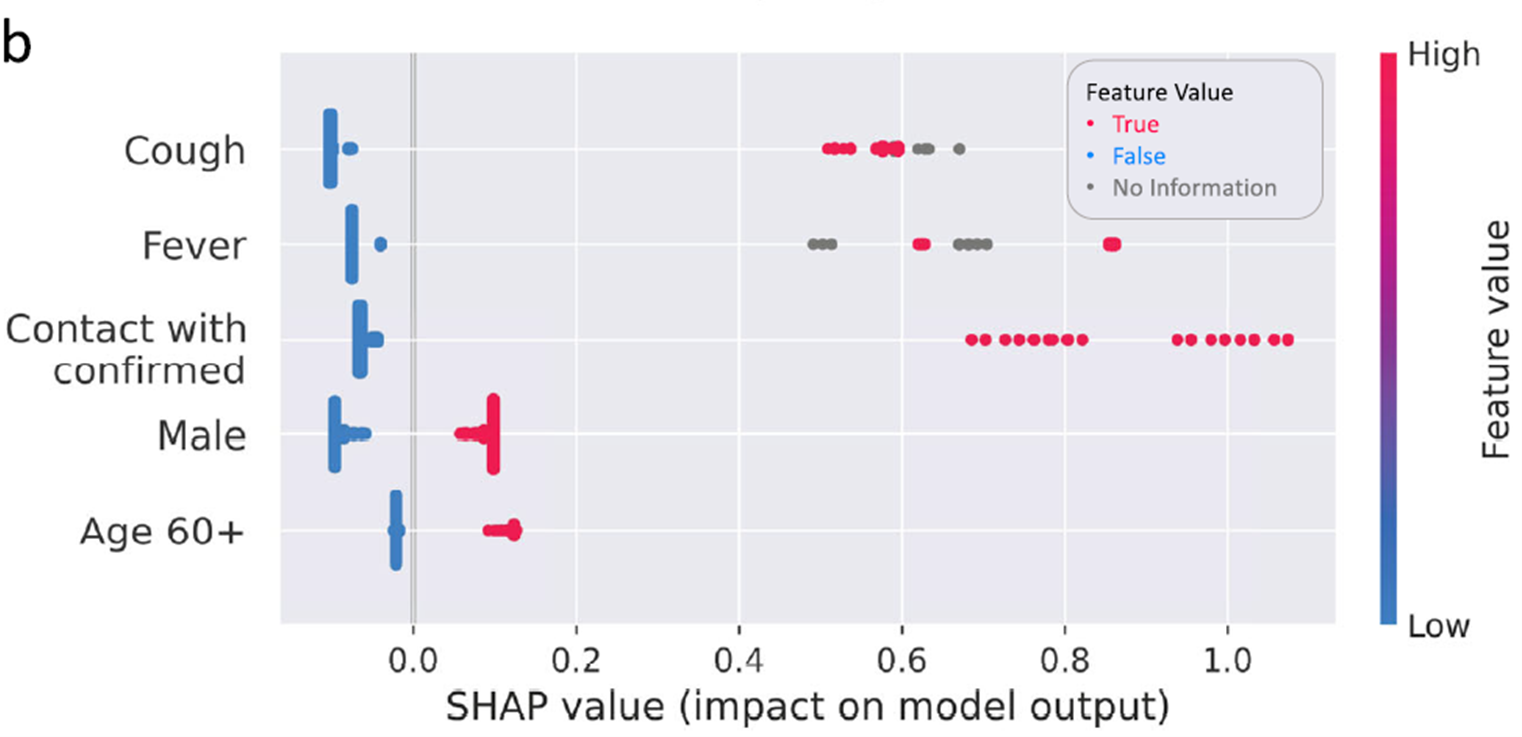 b
Cough
Fever
Contact with
confirmed
Male
Age 60+
Feature Value
True
False
No Information
0.0 0.2 0.4 0.6 0.8 1.0
SHAP value (impact on model output)
High
Feature value
Low